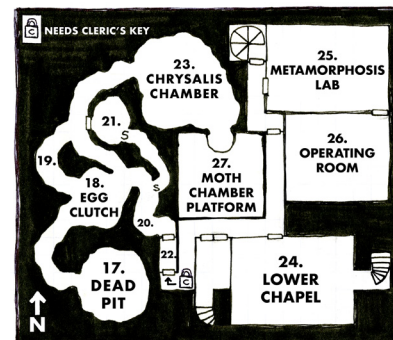 C NEEDS CLERIC'S KEY
23.
CHRYSALIS
CHAMBER
25.
METAMORPHOSIS
LAB
21.
S
19.
26.
OPERATING
ROOM
27.
MOTH
CHAMBER
PLATFORM
18.
EGG
CLUTCH
S
20.
22.
17.
DEAD
PIT
C
24.
LOWER
CHAPEL
N